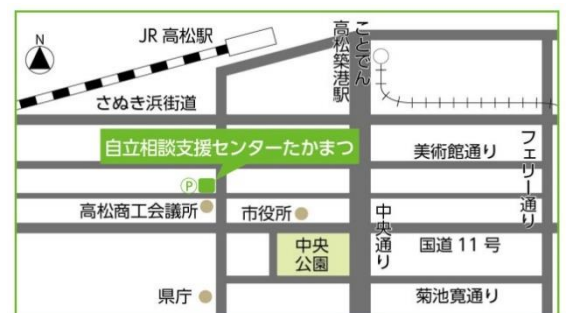 N
JR 高松駅
ことでん
高松築港駅
さぬき浜街道
自立相談支援センターたかまつ
美術館通り
フェリー通り
P
高松商工会議所
市役所
中央通り
国道 11 号
中央
公園
県庁
菊池寛通り